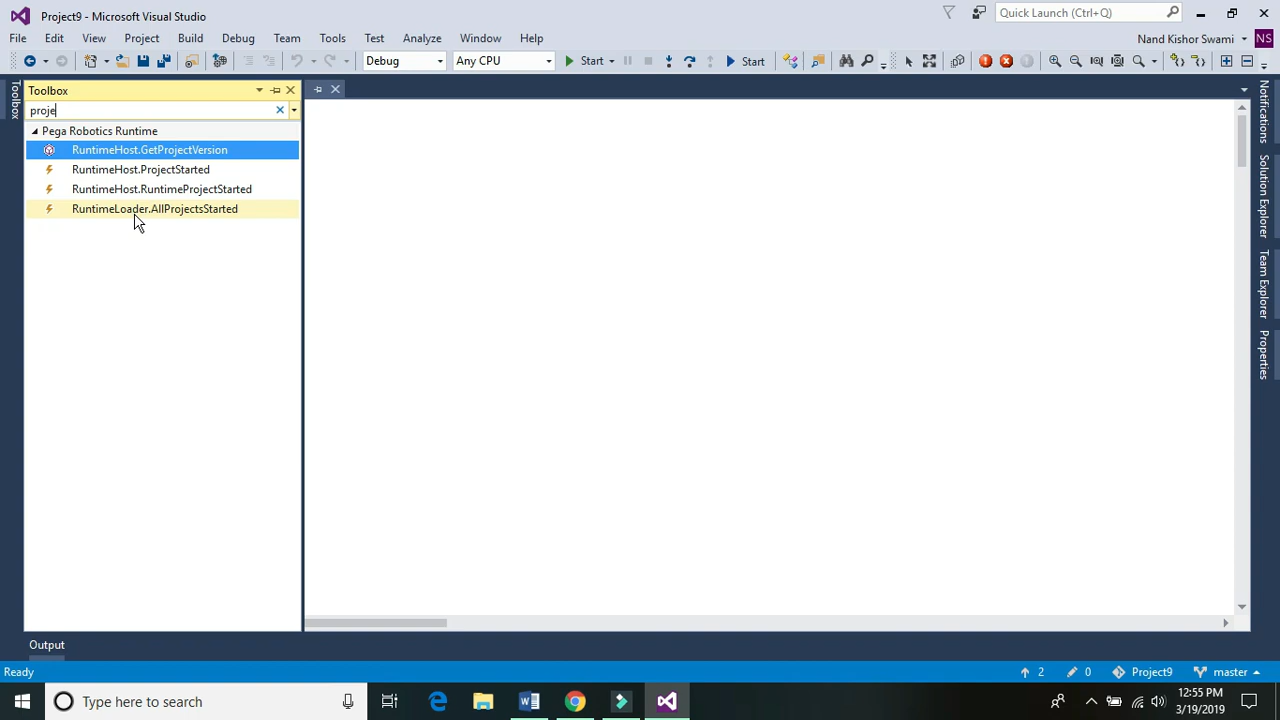 Project9 - Microsoft Visual Studio
Quick Launch (Ctrl+Q)
File Edit View Project Build Debug Team Tools Test Analyze Window Help
Nand Kishor Swami NS
Debug Any CPU Start Start
Toolbox
Toolbox
proje
Pega Robotics Runtime
RuntimeHost.GetProjectVersion
RuntimeHost.ProjectStarted
RuntimeHost.RuntimeProjectStarted
RuntimeLoader.AllProjectsStarted
Notifications
Solution Explorer
Team Explorer
Properties
Output
Ready 2 0 Project9 master
Type here to search
12:55 PM
3/19/2019